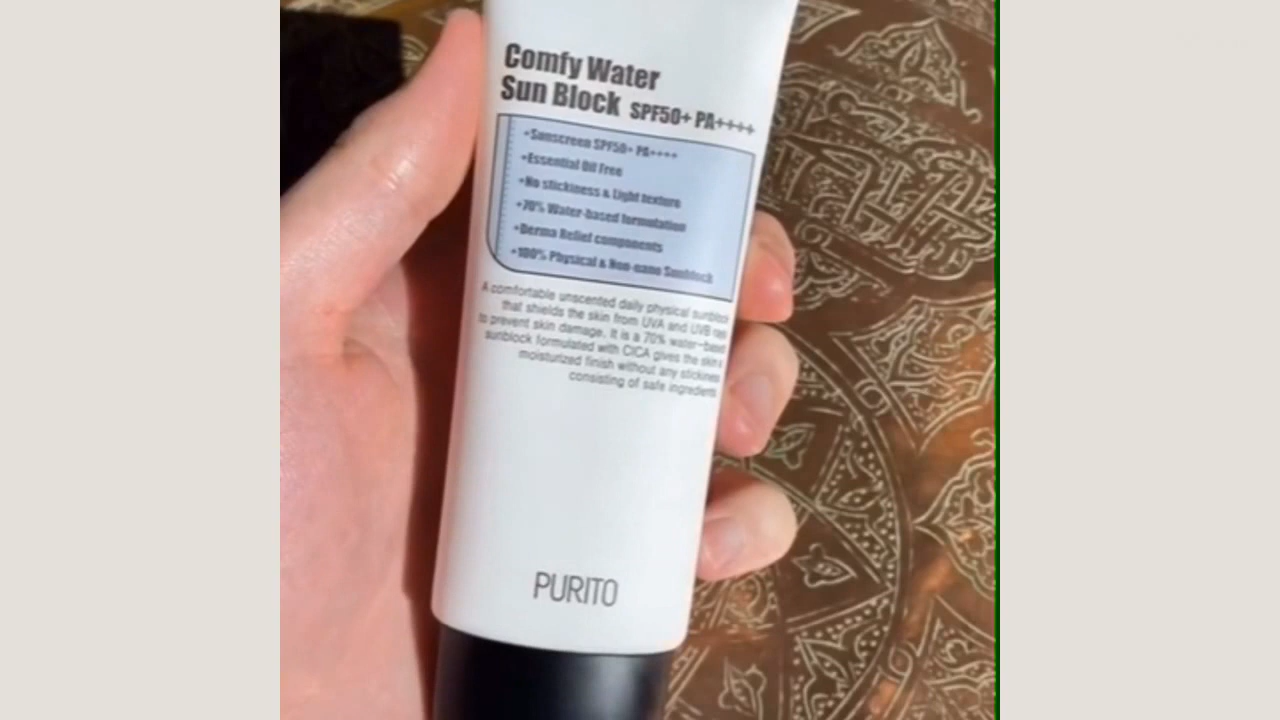 Comfy Water
Sun Block SPF50+ PA++++
+Sunscreen SPF50+ PA++++
+Essential Oil Free
+No stickiness & Light texture
+70% Water-based formulation
+Derma Relief components
+100% Physical & Non-nano Sunblock
A comfortable unscented daily physical sunblock
that shields the skin from UVA and UVB rays
to prevent skin damage. It is a 70% water-based
sunblock formulated with CICA gives the skin a
moisturized finish without any stickiness
consisting of safe ingredients
PURITO